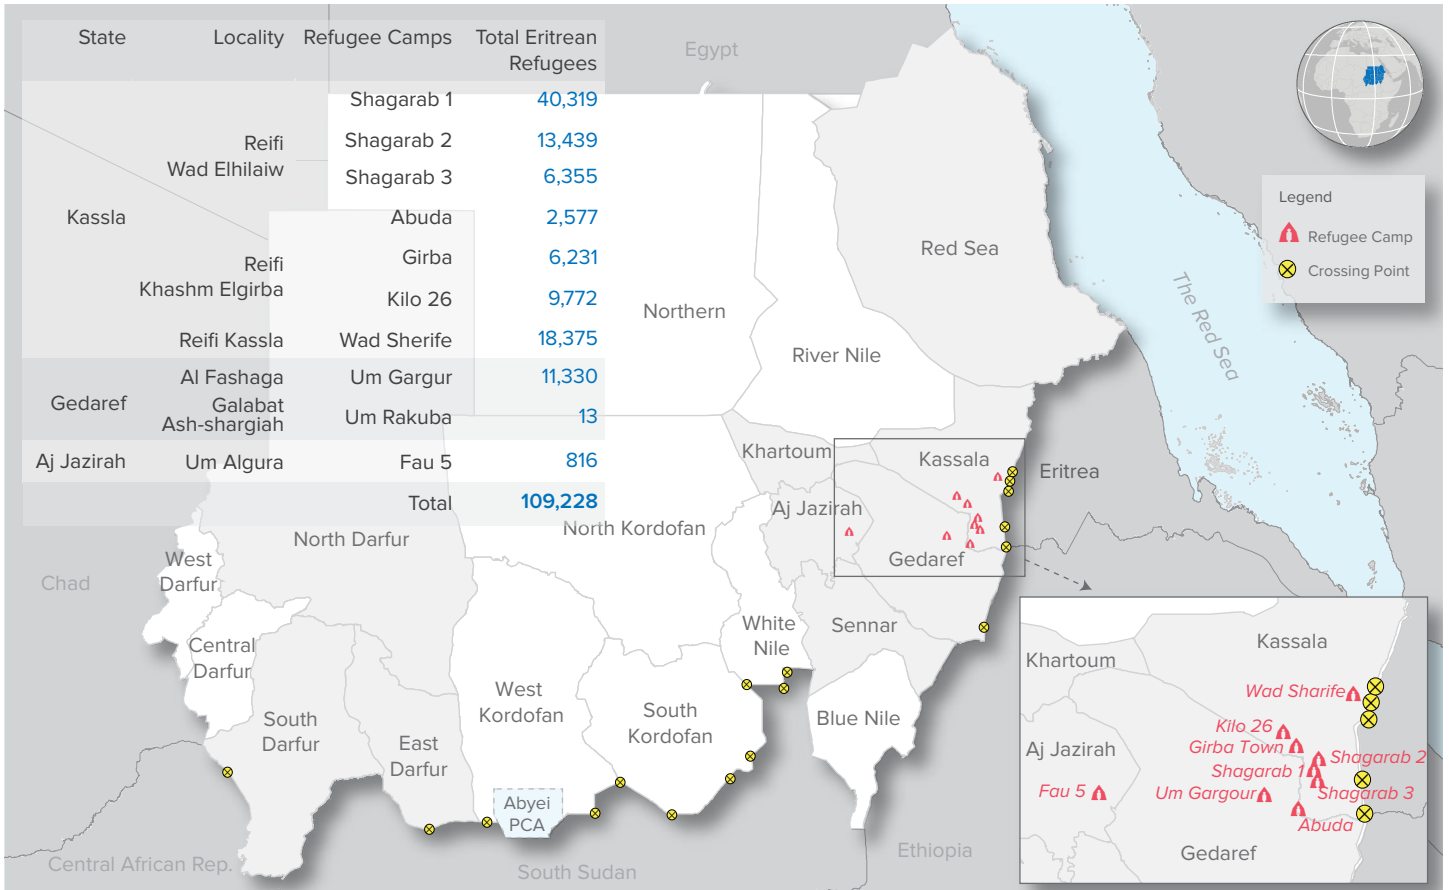 State Locality Refugee Camps Total Eritrean
Refugees
Shagarab 1 40,319
Reifi
Wad Elhilaiw
Shagarab 2 13,439
Shagarab 3 6,355
Kassla
Abuda 2,577
Reifi
Khashm Elgirba
Girba 6,231
Kilo 26 9,772
Reifi Kassla Wad Sherife 18,375
Gedaref
Al Fashaga Um Gargur 11,330
Galabat
Ash-shargiah
Um Rakuba 13
Aj Jazirah Um Algura Fau 5 816
Total 109,228
Egypt
Red Sea
Northern
River Nile
The Red Sea
Legend
Refugee Camp
Crossing Point
Khartoum
Kassala
Eritrea
Aj Jazirah
North Kordofan
North Darfur
Gedaref
West
Darfur
Chad
White
Nile
Sennar
Central
Darfur
West
Kordofan
South
Kordofan
Blue Nile
South
Darfur
East
Darfur
Abyei
PCA
Central African Rep.
South Sudan
Ethiopia
Kassala
Khartoum
Wad Sharife
Kilo 26
Girba Town
Aj Jazirah
Shagarab 2
Shagarab 1
Fau 5
Um Gargour
Shagarab 3
Abuda
Gedaref